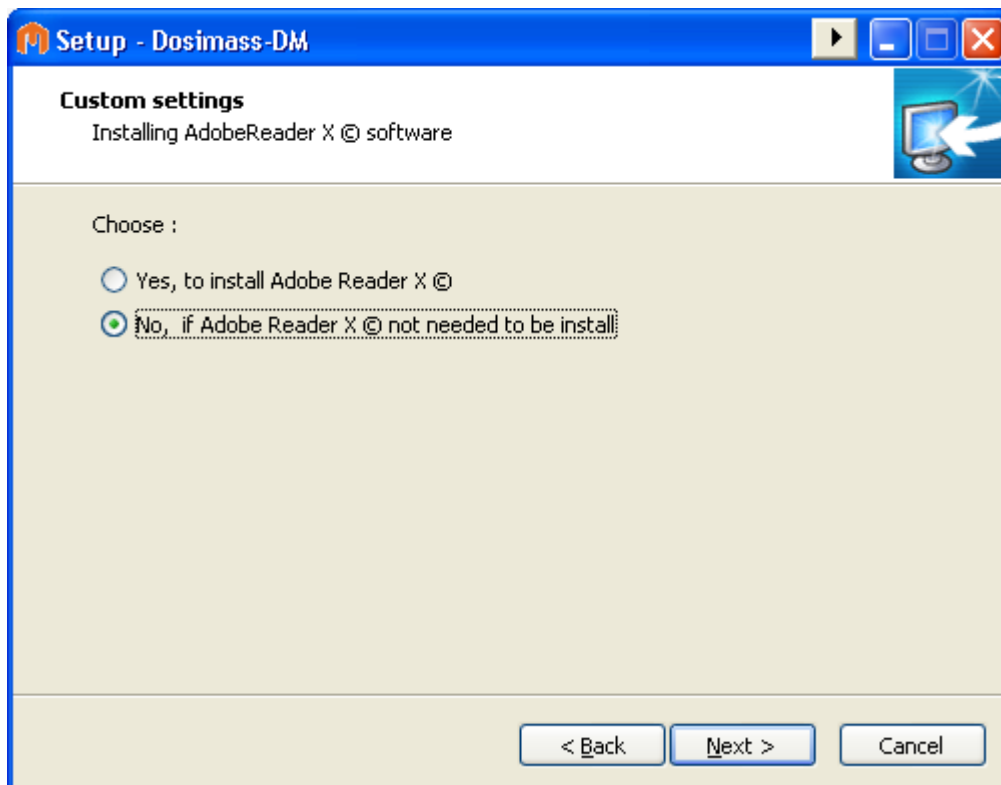 Setup - Dosimass-DM
Custom settings
Installing AdobeReader X © software
Choose :
Yes, to install Adobe Reader X ©
No,  if Adobe Reader X © not needed to be install
< Back
Next >
Cancel